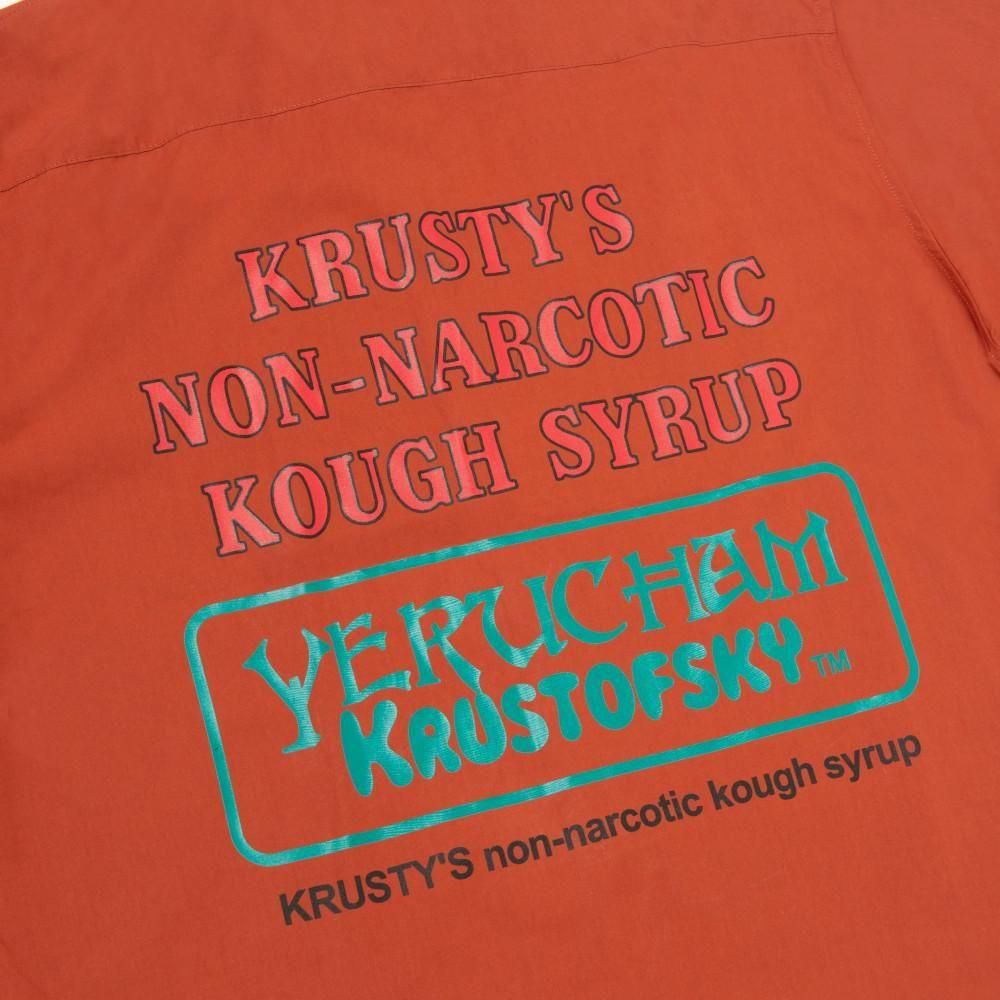 KRUSTY'S
NON-NARCOTIC
KOUGH SYRUP
YERUCHAM
KRUSTOFSKY™
KRUSTY'S non-narcotic kough syrup